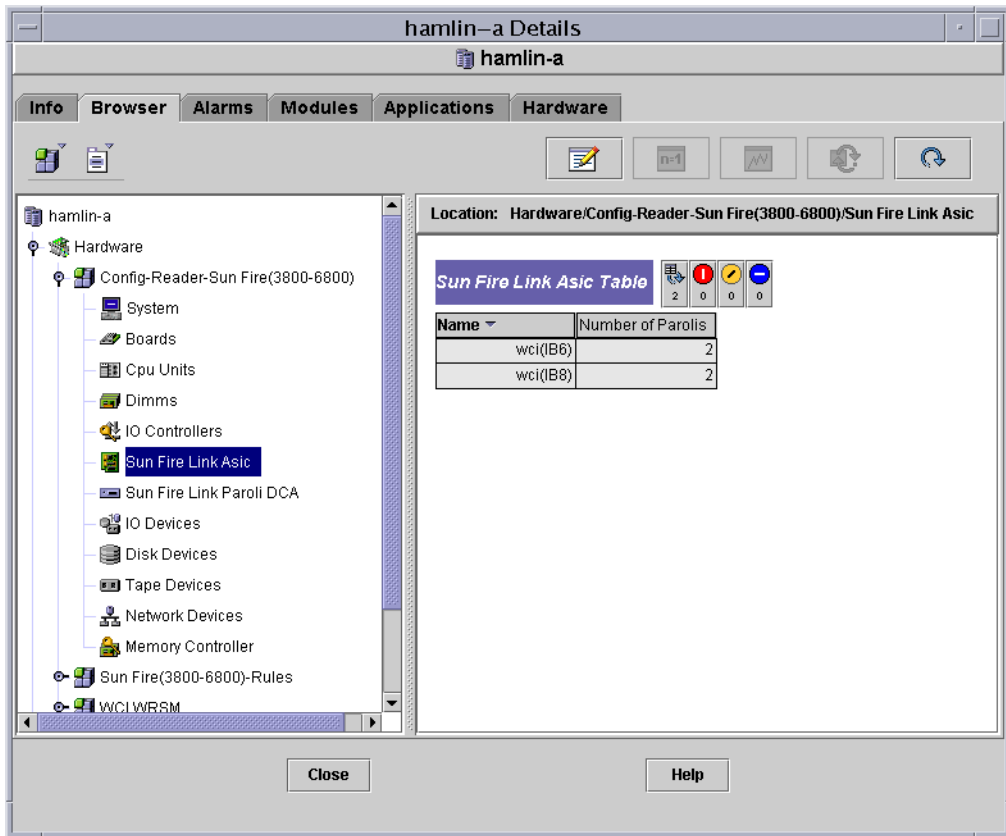 hamlin–a Details
hamlin-a
Info Browser Alarms Modules Applications Hardware
n=1
hamlin-a
Hardware
Config-Reader-Sun Fire(3800-6800)
System
Boards
Cpu Units
Dimms
IO Controllers
Sun Fire Link Asic
Sun Fire Link Paroli DCA
IO Devices
Disk Devices
Tape Devices
Network Devices
Memory Controller
Sun Fire(3800-6800)-Rules
WCI WRSM
Location: Hardware/Config-Reader-Sun Fire(3800-6800)/Sun Fire Link Asic
Sun Fire Link Asic Table 2 0 0 0
Name Number of Parolis
wci(IB6) 2
wci(IB8) 2
Close Help